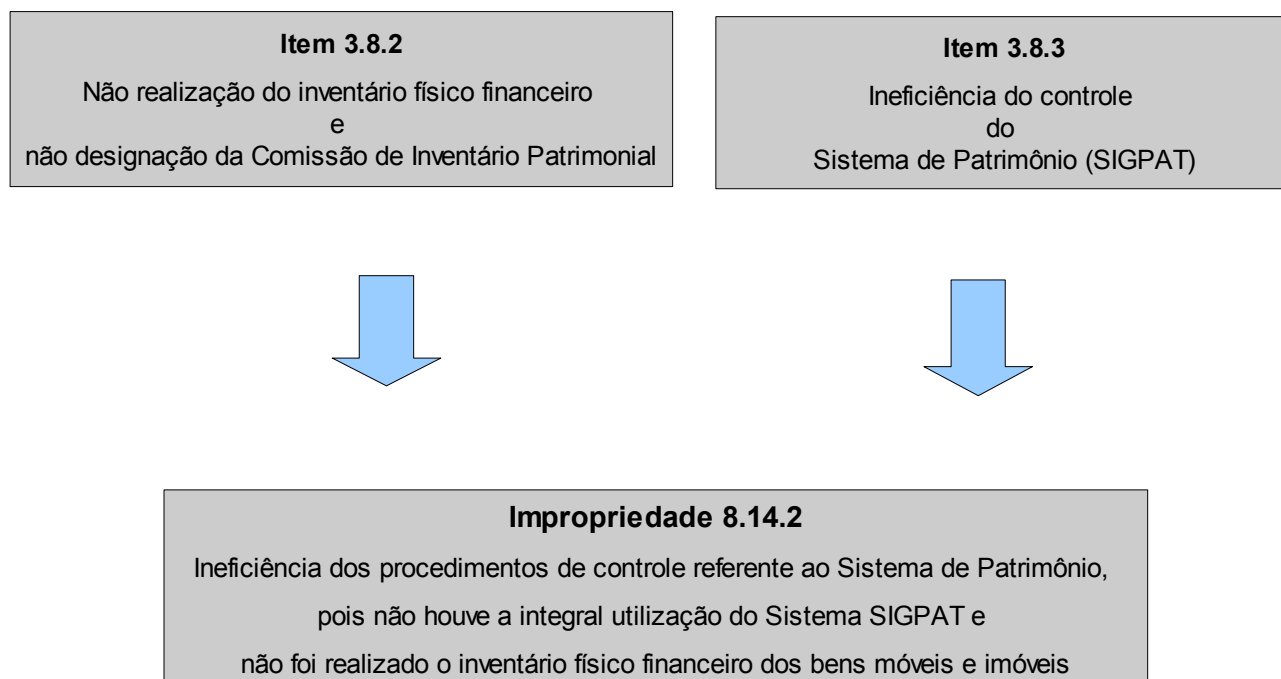 Item 3.8.2
Não realização do inventário físico financeiro
e
não designação da Comissão de Inventário Patrimonial
Item 3.8.3
Ineficiência do controle
do
Sistema de Patrimônio (SIGPAT)
Impropriedade 8.14.2
Ineficiência dos procedimentos de controle referente ao Sistema de Patrimônio,
pois não houve a integral utilização do Sistema SIGPAT e
não foi realizado o inventário físico financeiro dos bens móveis e imóveis